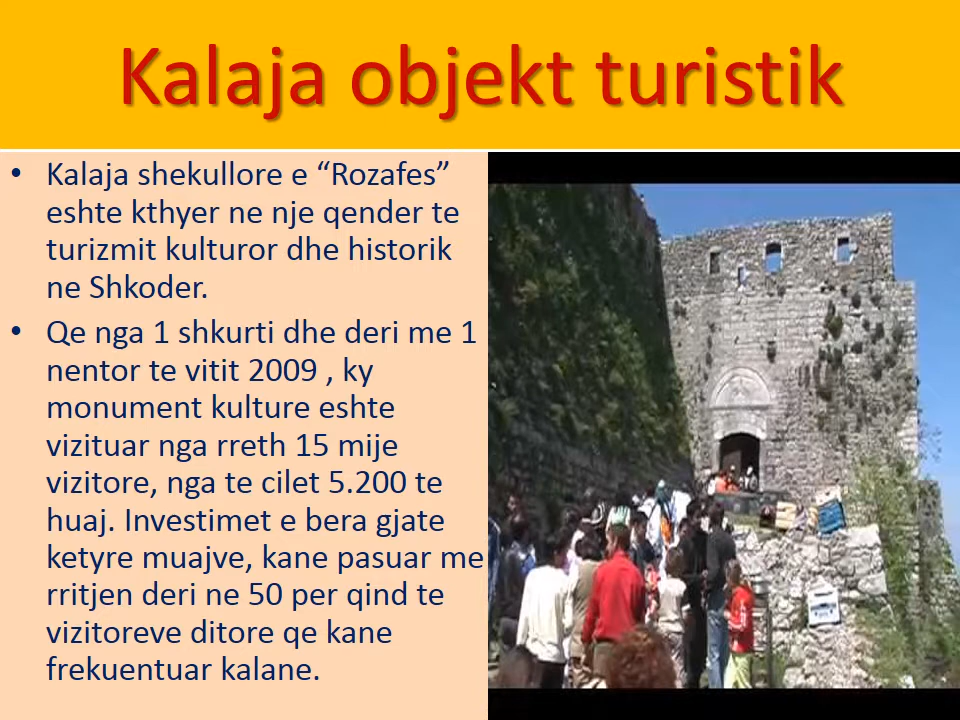 Kalaja objekt turistik
• Kalaja shekullore e “Rozafes”
eshte kthyer ne nje qender te
turizmit kulturor dhe historik
ne Shkoder.
• Qe nga 1 shkurti dhe deri me 1
nentor te vitit 2009 , ky
monument kulture eshte
vizituar nga rreth 15 mije
vizitore, nga te cilet 5.200 te
huaj. Investimet e bera gjate
ketyre muajve, kane pasuar me
rritjen deri ne 50 per qind te
vizitoreve ditore qe kane
frekuentuar kalane.